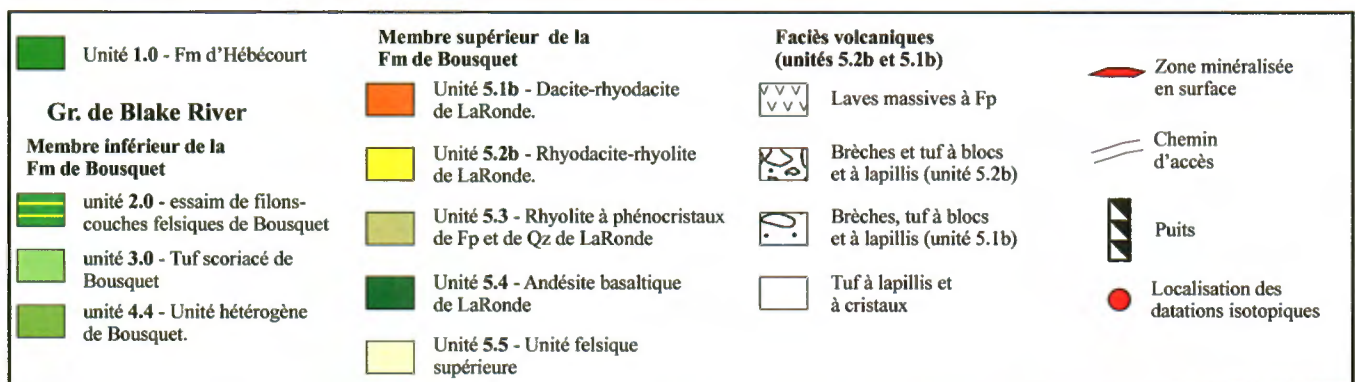 Unité 1.0 - Fm d'Hébécourt
Gr. de Blake River
Membre inférieur de la
Fm de Bousquet
unité 2.0 - essaim de filons-
couches felsiques de Bousquet
unité 3.0 - Tuf scoriacé de
Bousquet
unité 4.4 - Unité hétérogène
de Bousquet.
Membre supérieur de la
Fm de Bousquet
Unité 5.1b - Dacite-rhyodacite
de LaRonde.
Unité 5.2b - Rhyodacite-rhyolite
de LaRonde.
Unité 5.3 - Rhyolite à phénocristaux
de Fp et de Qz de LaRonde
Unité 5.4 - Andésite basaltique
de LaRonde
Unité 5.5 - Unité felsique
supérieure
Faciès volcaniques
(unités 5.2b et 5.1b)
Laves massives à Fp
Brèches et tuf à blocs
et à lapillis (unité 5.2b)
Brèches, tuf à blocs
et à lapillis (unité 5.1b)
Tuf à lapillis et
à cristaux
Zone minéralisée
en surface
Chemin
d'accès
Puits
Localisation des
datations isotopiques